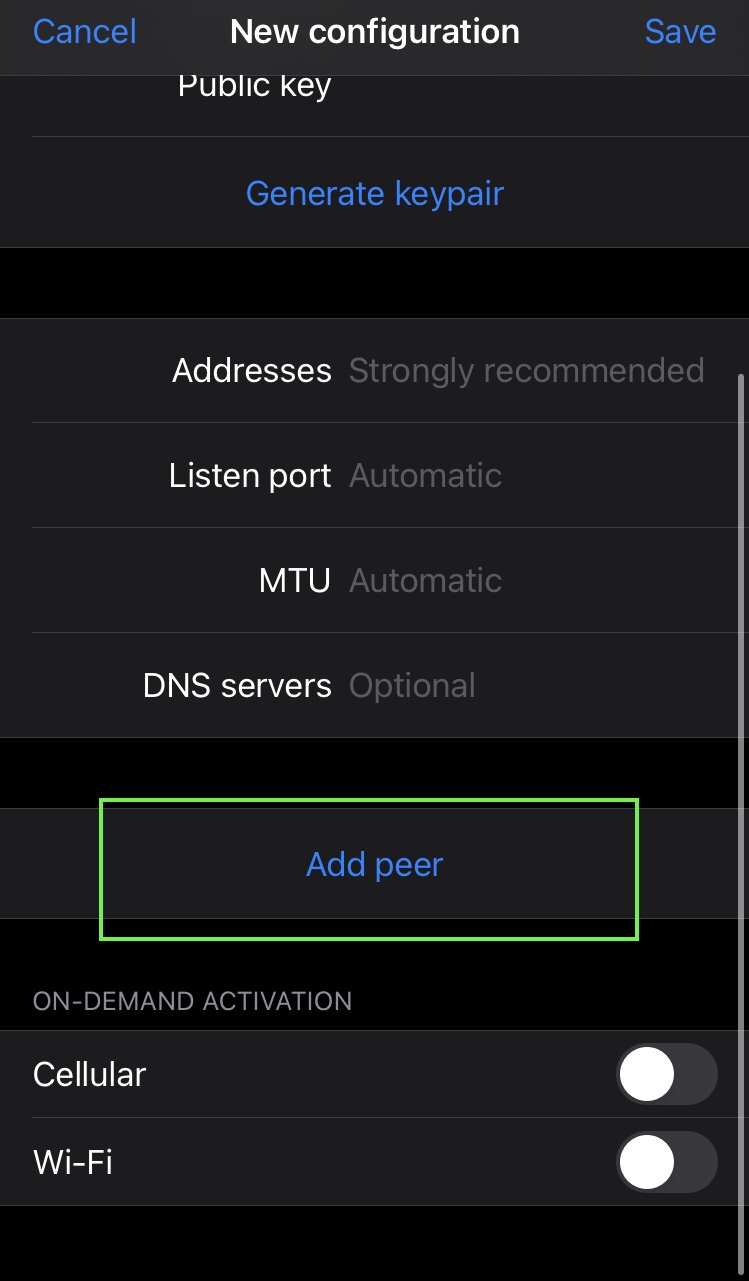 Cancel New configuration Save
Public key
Generate keypair
Addresses Strongly recommended
Listen port Automatic
MTU Automatic
DNS servers Optional
Add peer
ON-DEMAND ACTIVATION
Cellular
Wi-Fi